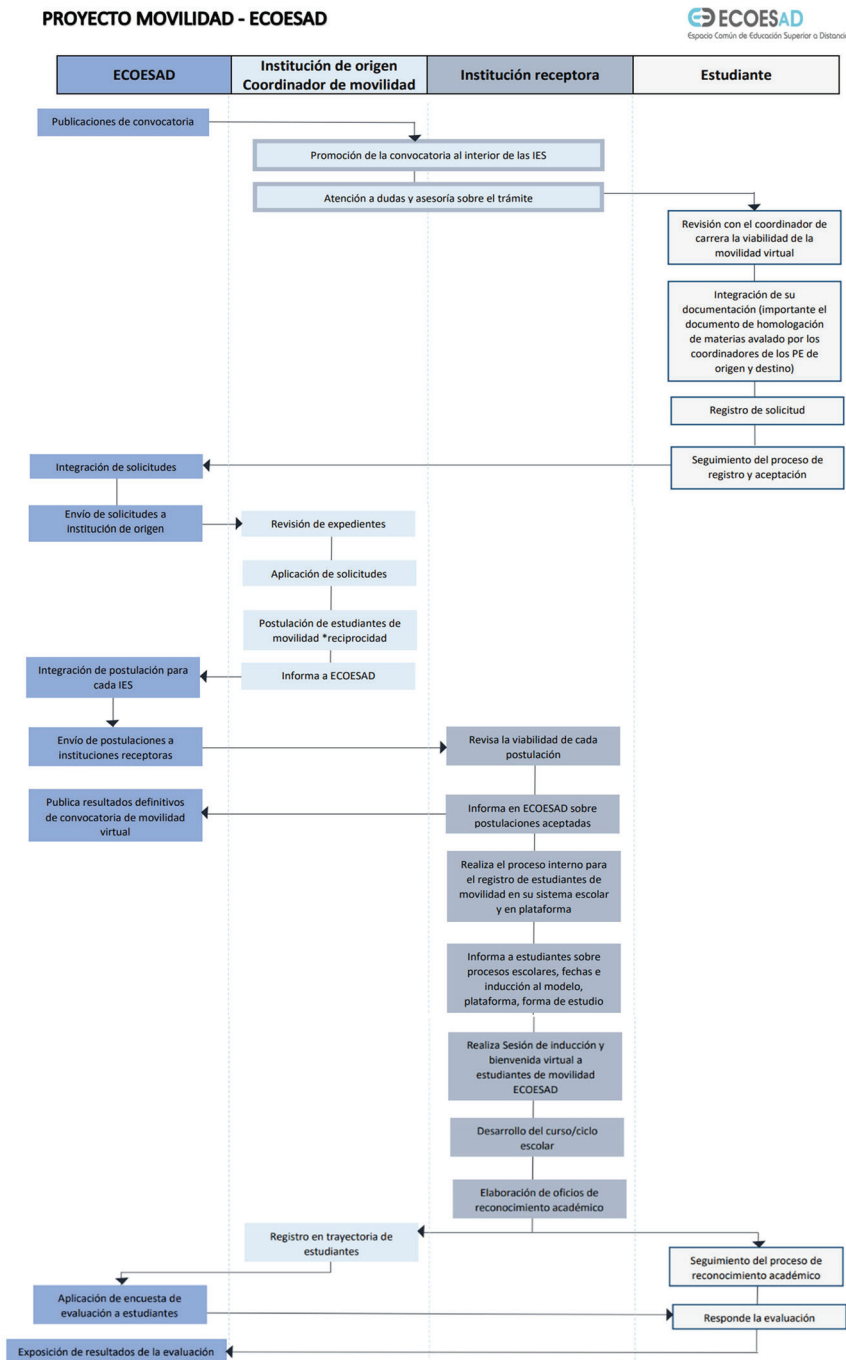 PROYECTO MOVILIDAD - ECOESAD
ECOESAD
Espacio Común de Educación Superior a Distancia
ECOESAD
Institución de origen
Coordinador de movilidad
Institución receptora
Estudiante
Publicaciones de convocatoria
Promoción de la convocatoria al interior de las IES
Atención a dudas y asesoría sobre el trámite
Revisión con el coordinador de
carrera la viabilidad de la
movilidad virtual
Integración de su
documentación (importante el
documento de homologación
de materias avalado por los
coordinadores de los PE de
origen y destino)
Registro de solicitud
Seguimiento del proceso de
registro y aceptación
Integración de solicitudes
Envío de solicitudes a
institución de origen
Revisión de expedientes
Aplicación de solicitudes
Postulación de estudiantes de
movilidad *reciprocidad
Informa a ECOESAD
Integración de postulación para
cada IES
Envío de postulaciones a
instituciones receptoras
Revisa la viabilidad de cada
postulación
Informa en ECOESAD sobre
postulaciones aceptadas
Publica resultados definitivos
de convocatoria de movilidad
virtual
Realiza el proceso interno para
el registro de estudiantes de
movilidad en su sistema escolar
y en plataforma
Informa a estudiantes sobre
procesos escolares, fechas e
inducción al modelo,
plataforma, forma de estudio
Realiza Sesión de inducción y
bienvenida virtual a
estudiantes de movilidad
ECOESAD
Desarrollo del curso/ciclo
escolar
Elaboración de oficios de
reconocimiento académico
Registro en trayectoria de
estudiantes
Seguimiento del proceso de
reconocimiento académico
Aplicación de encuesta de
evaluación a estudiantes
Responde la evaluación
Exposición de resultados de la evaluación